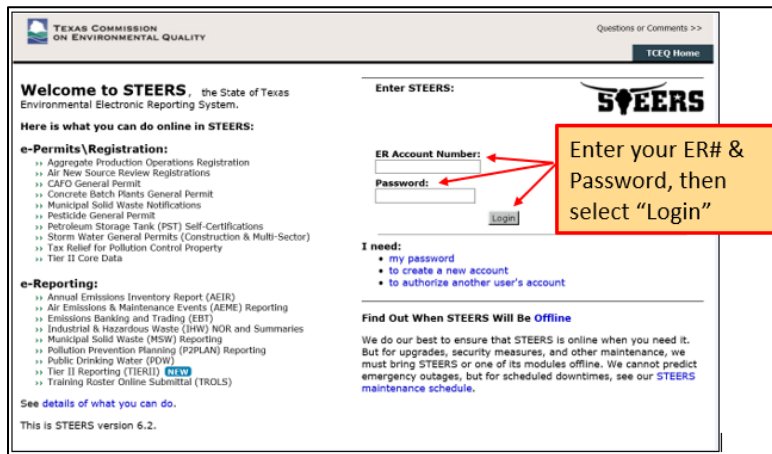 TEXAS COMMISSION
ON ENVIRONMENTAL QUALITY
Questions or Comments >>
TCEQ Home
Welcome to STEERS, the State of Texas
Environmental Electronic Reporting System.
Here is what you can do online in STEERS:
e-Permits\Registration:
Aggregate Production Operations Registration
Air New Source Review Registrations
CAFO General Permit
Concrete Batch Plants General Permit
Municipal Solid Waste Notifications
Pesticide General Permit
Petroleum Storage Tank (PST) Self-Certifications
Storm Water General Permits (Construction & Multi-Sector)
Tax Relief for Pollution Control Property
Tier II Core Data
e-Reporting:
Annual Emissions Inventory Report (AEIR)
Air Emissions & Maintenance Events (AEME) Reporting
Emissions Banking and Trading (EBT)
Industrial & Hazardous Waste (IHW) NOR and Summaries
Municipal Solid Waste (MSW) Reporting
Pollution Prevention Planning (P2PLAN) Reporting
Public Drinking Water (PDW)
Tier II Reporting (TIERII) NEW
Training Roster Online Submittal (TROLS)
See details of what you can do.
This is STEERS version 6.2.
Enter STEERS:
STEERS
ER Account Number:
Password:
Login
Enter your ER# &
Password, then
select “Login”
I need:
• my password
• to create a new account
• to authorize another user's account
Find Out When STEERS Will Be Offline
We do our best to ensure that STEERS is online when you need it.
But for upgrades, security measures, and other maintenance, we
must bring STEERS or one of its modules offline. We cannot predict
emergency outages, but for scheduled downtimes, see our STEERS
maintenance schedule.